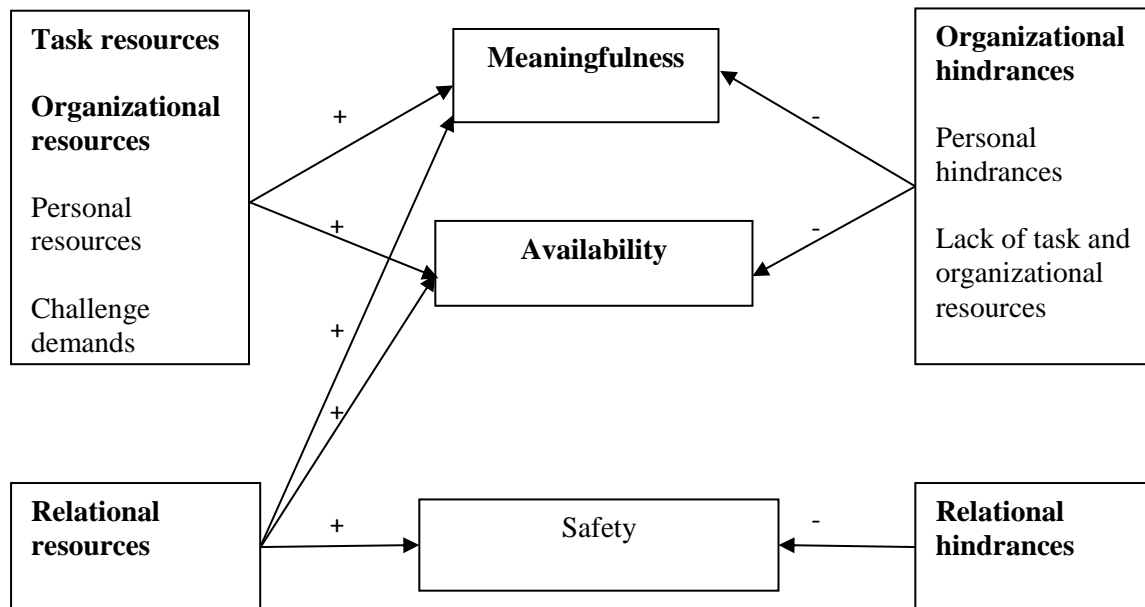 Task resources
Organizational
resources
Personal
resources
Challenge
demands
Meaningfulness
Availability
Organizational
hindrances
Personal
hindrances
Lack of task and
organizational
resources
+
+
+
+
-
-
Relational
resources
+
Safety
-
Relational
hindrances